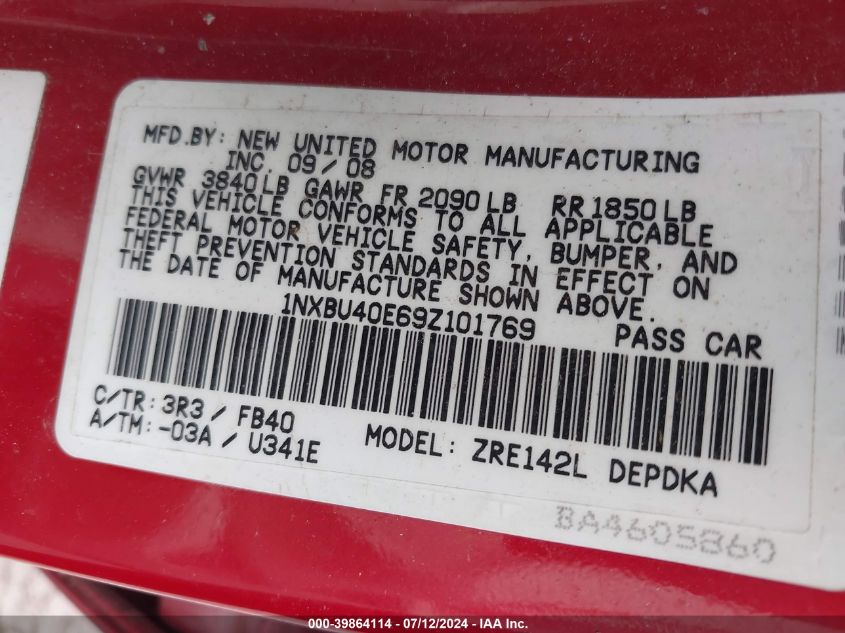 MFD.BY: NEW UNITED MOTOR MANUFACTURING
INC. 09/08
GVWR 3840LB GAWR FR 2090LB RR1850LB
THIS VEHICLE CONFORMS TO ALL APPLICABLE
FEDERAL MOTOR VEHICLE SAFETY, BUMPER, AND
THEFT PREVENTION STANDARDS IN EFFECT ON
THE DATE OF MANUFACTURE SHOWN ABOVE.
1NXBU40E69Z101769 PASS CAR
C/TR: 3R3 / FB40
A/TM: -03A / U341E MODEL: ZRE142L DEPDKA
BA4605860
000-39864114 - 07/12/2024 - IAAI.com